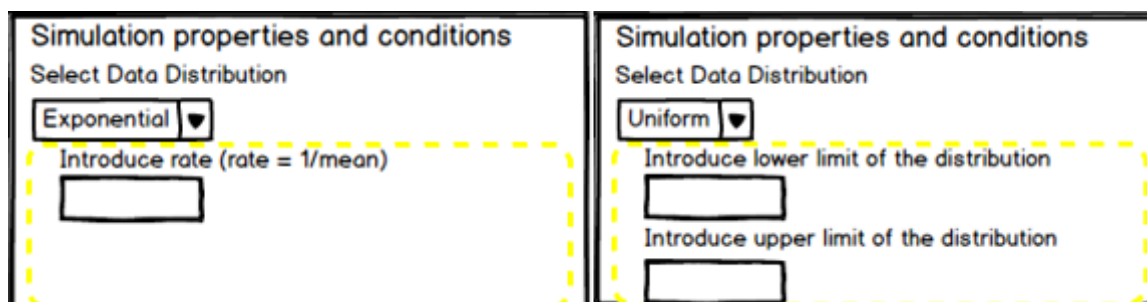 Simulation properties and conditions
Select Data Distribution
Exponential
Introduce rate (rate = 1/mean)
Simulation properties and conditions
Select Data Distribution
Uniform
Introduce lower limit of the distribution
Introduce upper limit of the distribution